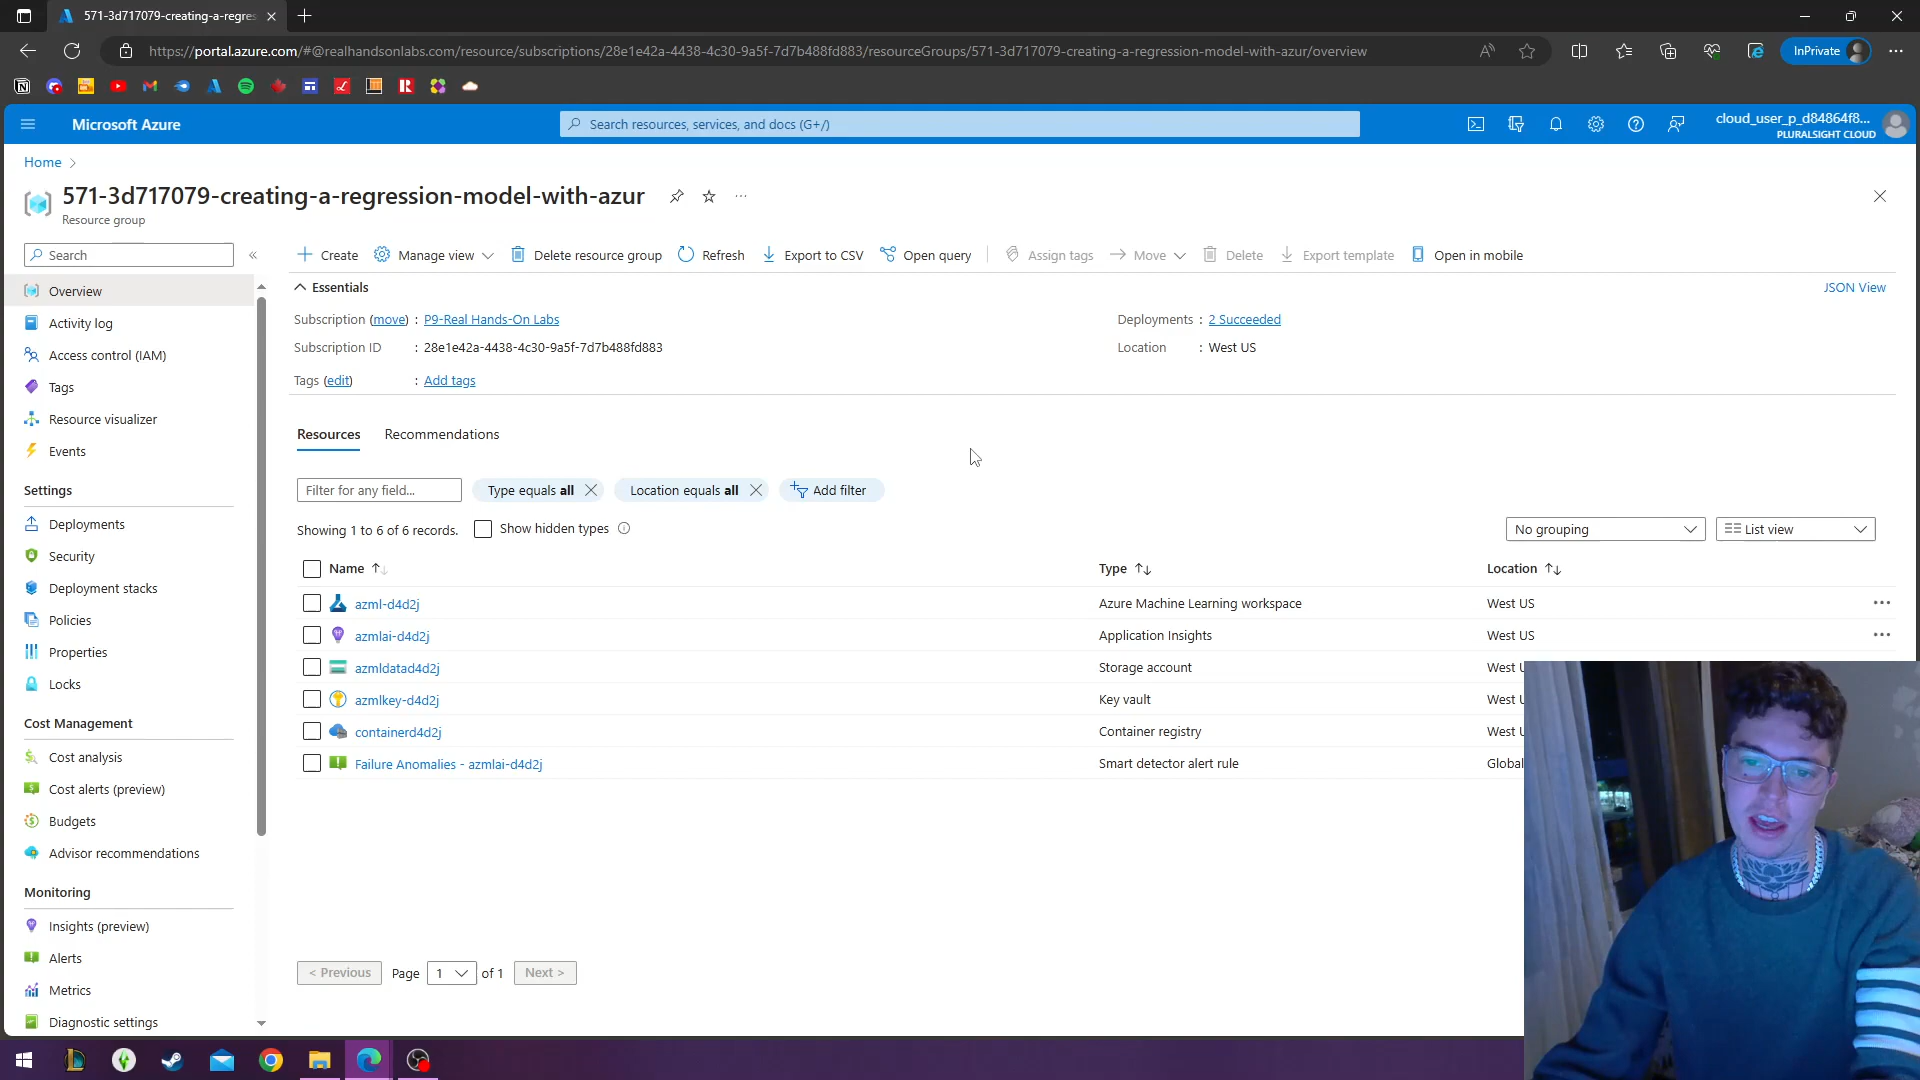 571-3d717079-creating-a-regres
https://portal.azure.com/#@realhandsonlabs.com/resource/subscriptions/28e1e42a-4438-4c30-9a5f-7d7b488fd883/resourceGroups/571-3d717079-creating-a-regression-model-with-azur/overview
InPrivate
Microsoft Azure
Search resources, services, and docs (G+/)
cloud_user_p_d84864f8...
PLURALSIGHT CLOUD
Home
571-3d717079-creating-a-regression-model-with-azur
Resource group
Search
Create Manage view Delete resource group Refresh Export to CSV Open query Assign tags Move Delete Export template Open in mobile
Overview
Activity log
Access control (IAM)
Tags
Resource visualizer
Events
Settings
Deployments
Security
Deployment stacks
Policies
Properties
Locks
Cost Management
Cost analysis
Cost alerts (preview)
Budgets
Advisor recommendations
Monitoring
Insights (preview)
Alerts
Metrics
Diagnostic settings
Essentials
JSON View
Subscription (move) : P9-Real Hands-On Labs
Deployments : 2 Succeeded
Subscription ID : 28e1e42a-4438-4c30-9a5f-7d7b488fd883
Location : West US
Tags (edit) : Add tags
Resources Recommendations
Filter for any field... Type equals all Location equals all Add filter
Showing 1 to 6 of 6 records. Show hidden types
No grouping List view
Name Type Location
azml-d4d2j Azure Machine Learning workspace West US
azmlai-d4d2j Application Insights West US
azmldatad4d2j Storage account West U
azmlkey-d4d2j Key vault West U
containerd4d2j Container registry West U
Failure Anomalies - azmlai-d4d2j Smart detector alert rule Global
< Previous Page 1 of 1 Next >